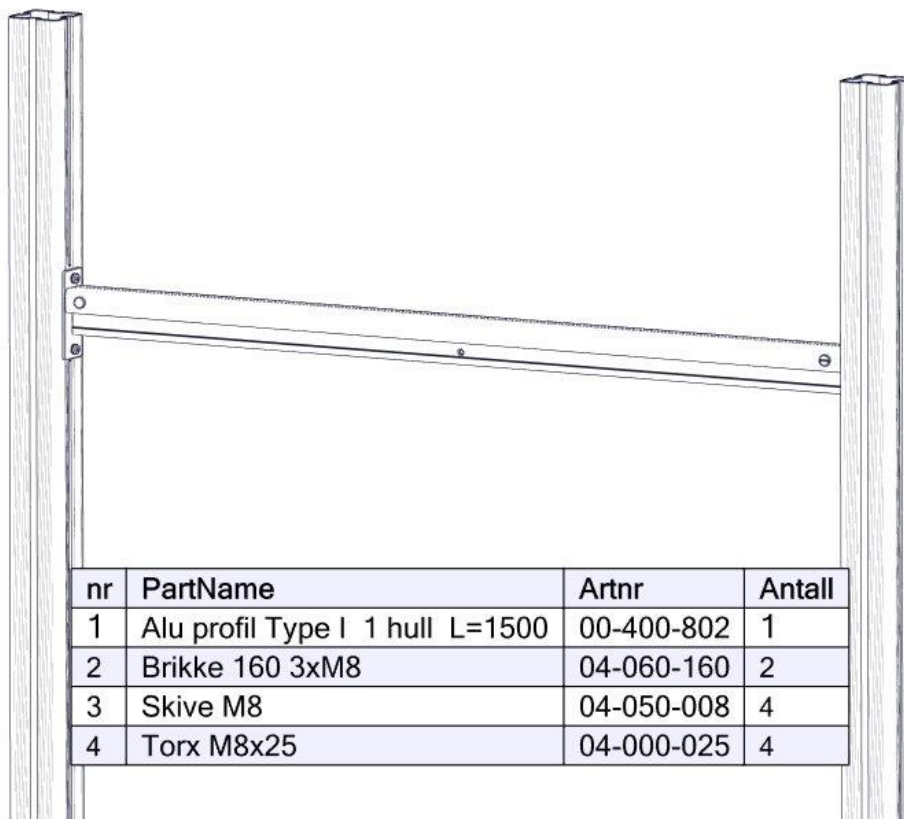 nr PartName Artnr Antall
1 Alu profil Type I 1 hull L=1500 00-400-802 1
2 Brikke 160 3xM8 04-060-160 2
3 Skive M8 04-050-008 4
4 Torx M8x25 04-000-025 4